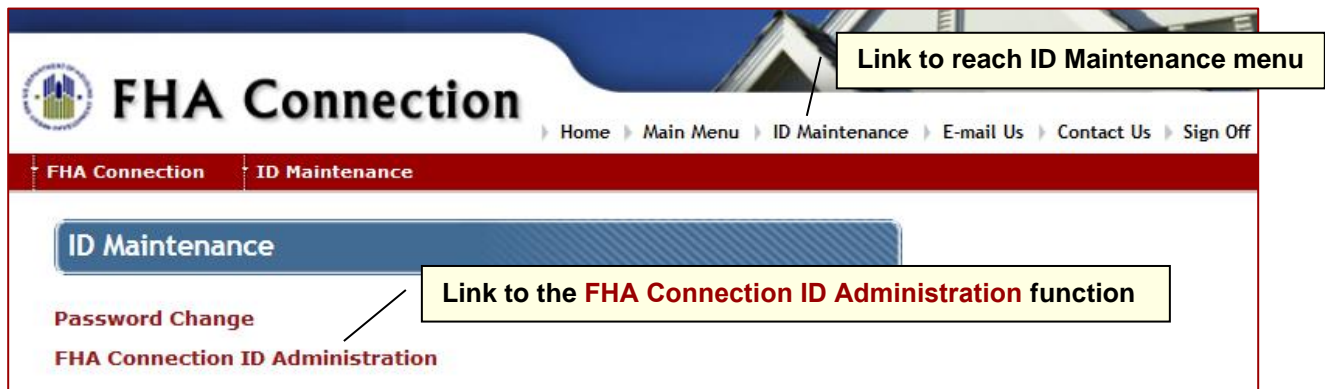 Link to reach ID Maintenance menu
FHA Connection
Home Main Menu ID Maintenance E-mail Us Contact Us Sign Off
FHA Connection ID Maintenance
ID Maintenance
Link to the FHA Connection ID Administration function
Password Change
FHA Connection ID Administration